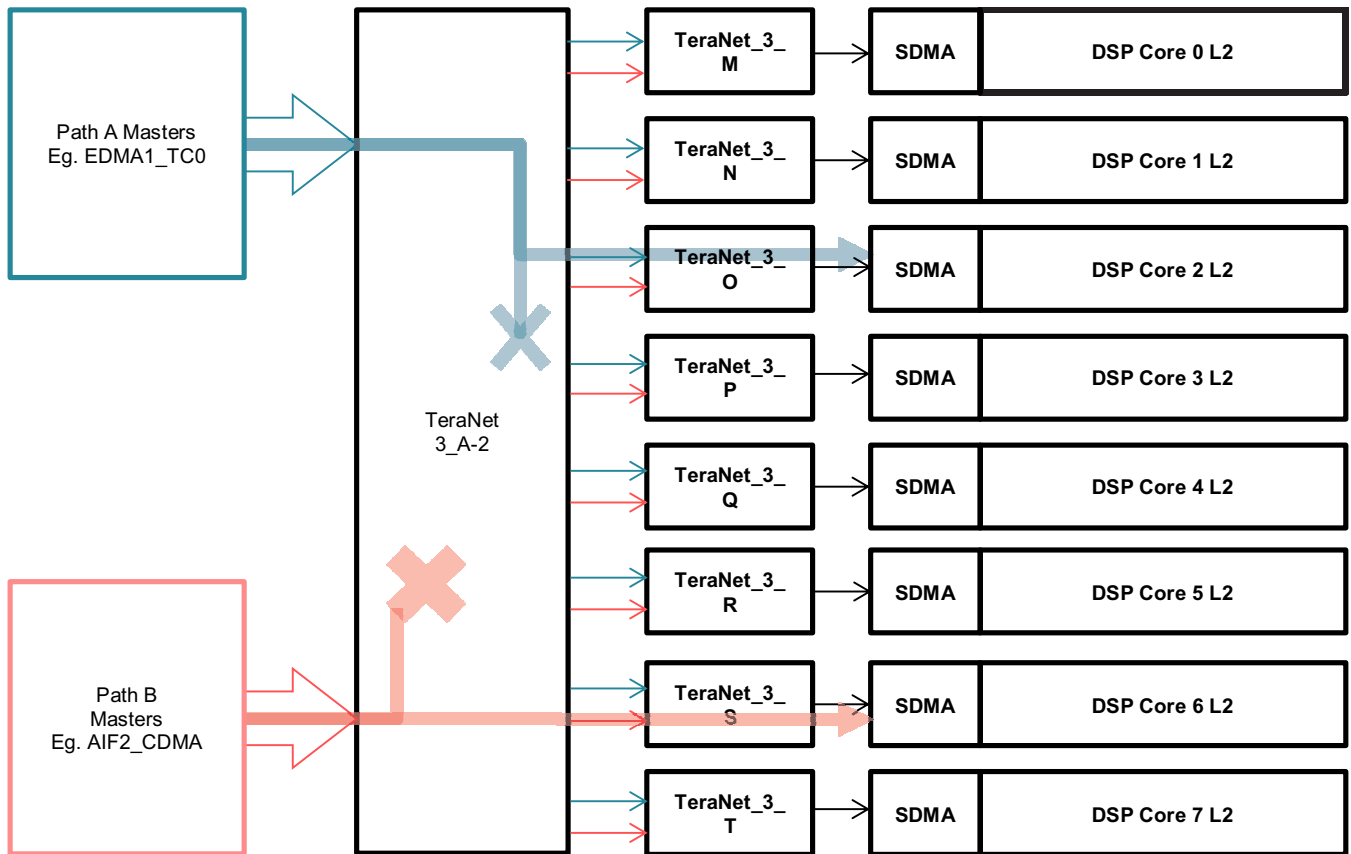 Path A Masters
Eg. EDMA1_TC0
TeraNet_3_
M
SDMA
DSP Core 0 L2
TeraNet_3_
N
SDMA
DSP Core 1 L2
TeraNet_3_
O
SDMA
DSP Core 2 L2
TeraNet_3_
P
SDMA
DSP Core 3 L2
TeraNet
3_A-2
TeraNet_3_
Q
SDMA
DSP Core 4 L2
TeraNet_3_
R
SDMA
DSP Core 5 L2
Path B
Masters
Eg. AIF2_CDMA
TeraNet_3_
S
SDMA
DSP Core 6 L2
TeraNet_3_
T
SDMA
DSP Core 7 L2